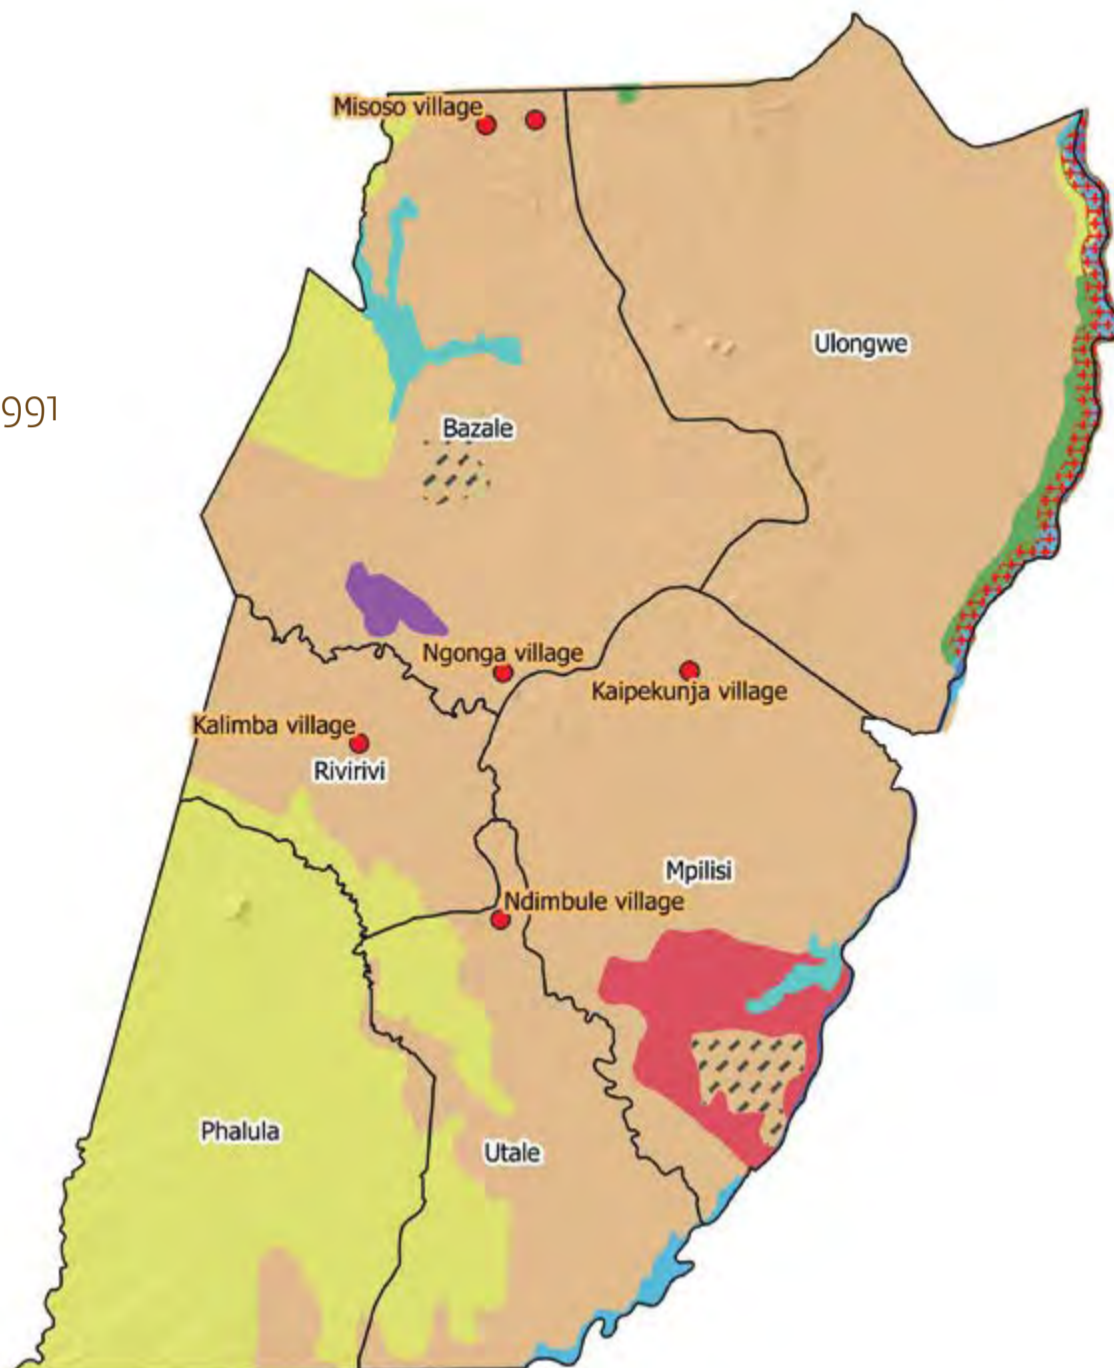 Misoso village
Ulongwe
991
Bazale
Ngonga village
Kaipekunja village
Kalimba village
Rivirivi
Mpilisi
Ndimbule village
Phalula
Utale